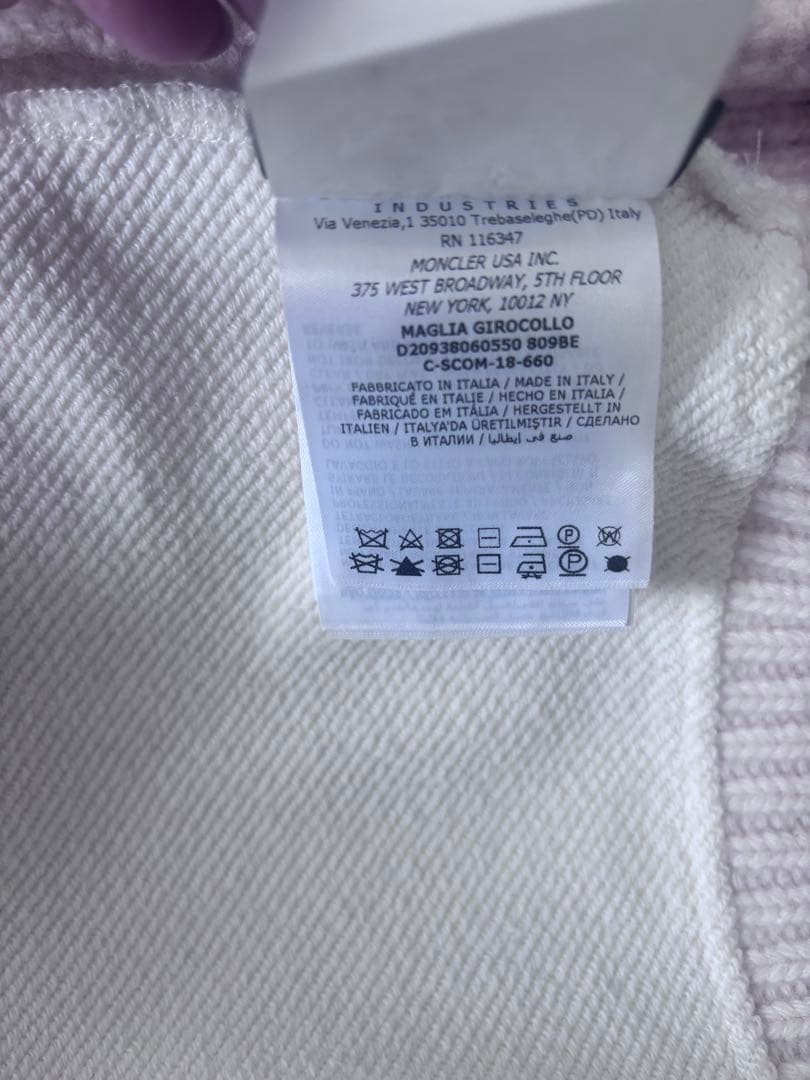 INDUSTRIES
Via Venezia,1 35010 Trebaseleghe(PD) Italy
RN 116347
MONCLER USA INC.
375 WEST BROADWAY, 5TH FLOOR
NEW YORK, 10012 NY
MAGLIA GIROCOLLO
D20938060550 809BE
C-SCOM-18-660
FABBRICATO IN ITALIA / MADE IN ITALY /
FABRIQUÉ EN ITALIE / HECHO EN ITALIA /
FABRICADO EM ITÁLIA / HERGESTELLT IN
ITALIEN / ITALYA'DA ÜRETILMIŞTIR / СДЕЛАНО
В ИТАЛИИ / صنع في إيطاليا
P W
P